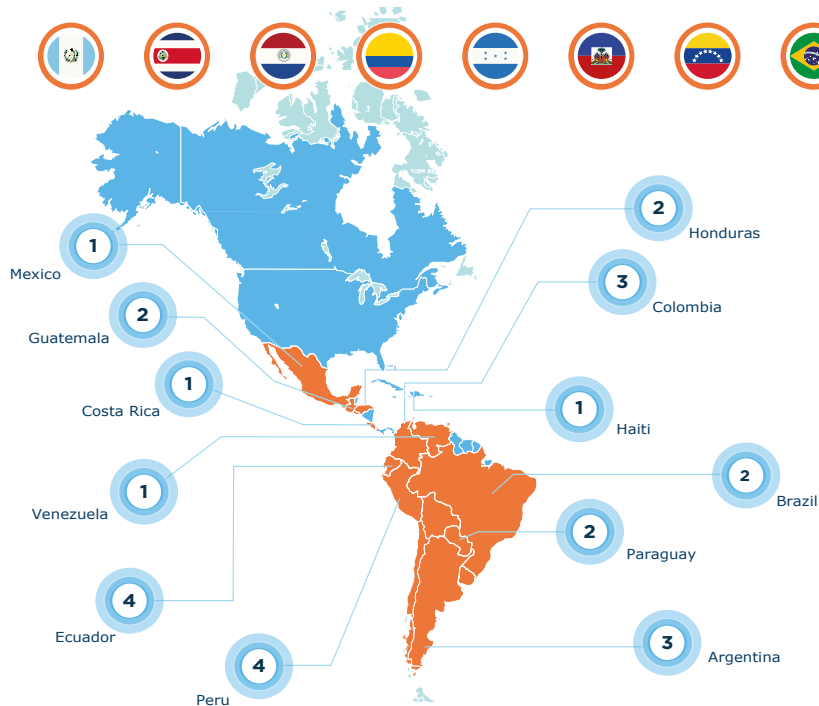 2
Honduras
1
Mexico
3
Colombia
2
Guatemala
1
Costa Rica
1
Haiti
1
Venezuela
2
Brazil
2
Paraguay
4
Ecuador
3
Argentina
4
Peru